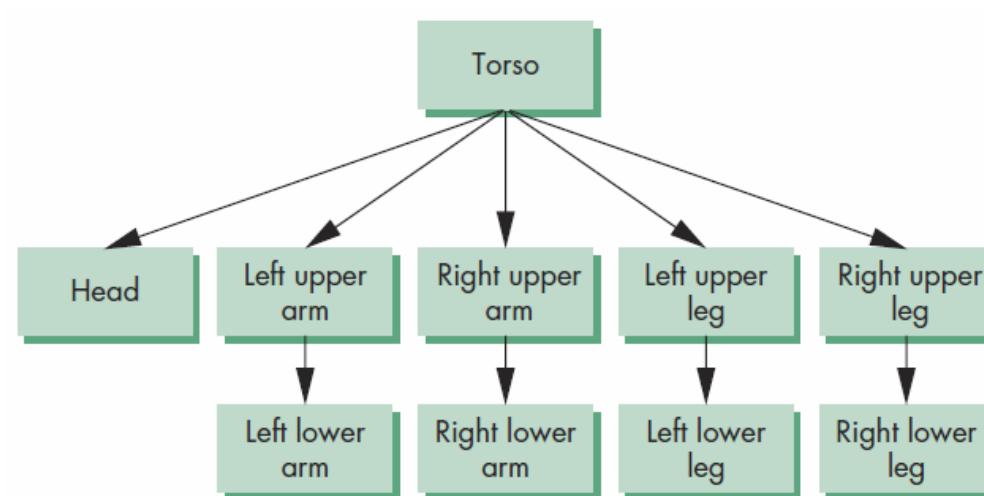 Torso
Head
Left upper
arm
Right upper
arm
Left upper
leg
Right upper
leg
Left lower
arm
Right lower
arm
Left lower
leg
Right lower
leg